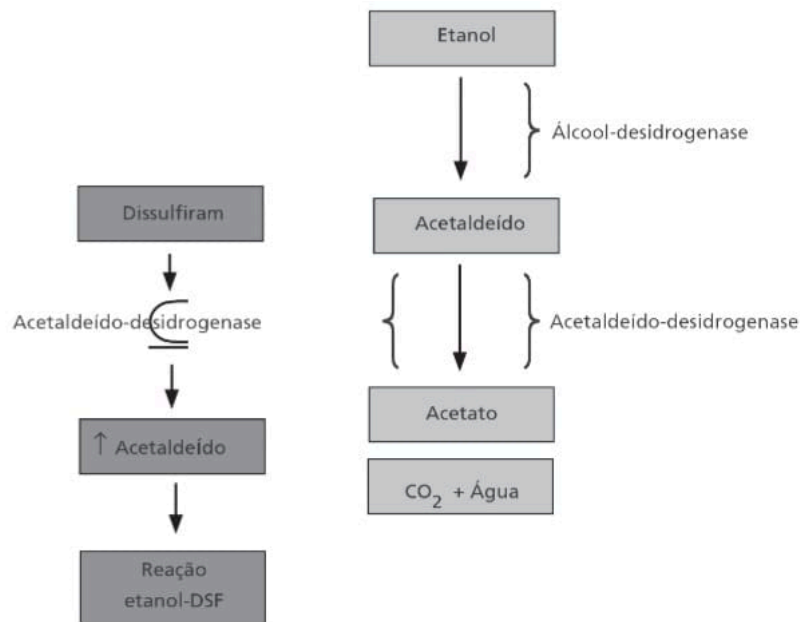 Etanol
Álcool-desidrogenase
Dissulfiram
Acetaldeído
Acetaldeído-desidrogenase
Acetaldeído-desidrogenase
↑ Acetaldeído
Acetato
CO₂ + Água
Reação
etanol-DSF